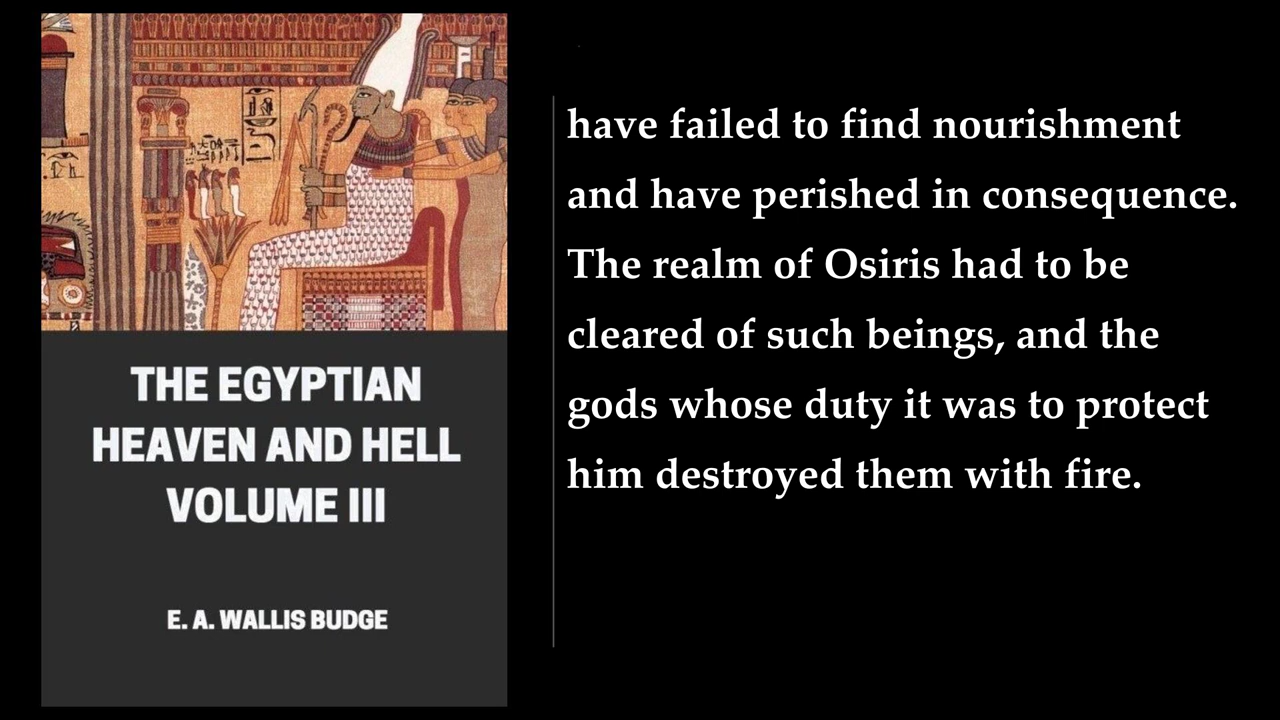 THE EGYPTIAN
HEAVEN AND HELL
VOLUME III
E. A. WALLIS BUDGE
have failed to find nourishment
and have perished in consequence.
The realm of Osiris had to be
cleared of such beings, and the
gods whose duty it was to protect
him destroyed them with fire.